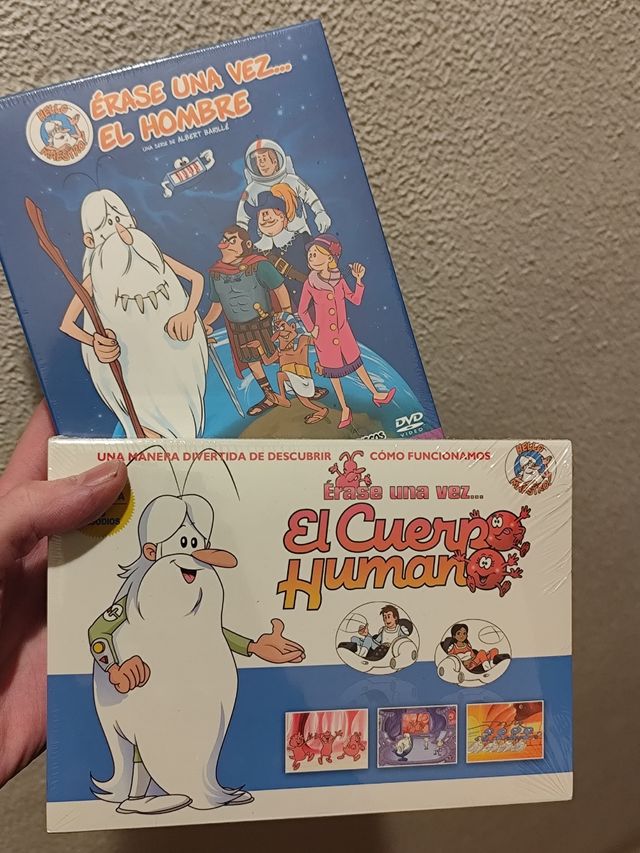 HELLO MAESTRO!
ÉRASE UNA VEZ...
EL HOMBRE
UNA SERIE DE ALBERT BARILLÉ
DVD
VIDEO
UNA MANERA DIVERTIDA DE DESCUBRIR CÓMO FUNCIONAMOS
HELLO MAESTRO!
Érase una vez...
El Cuerpo
Humano